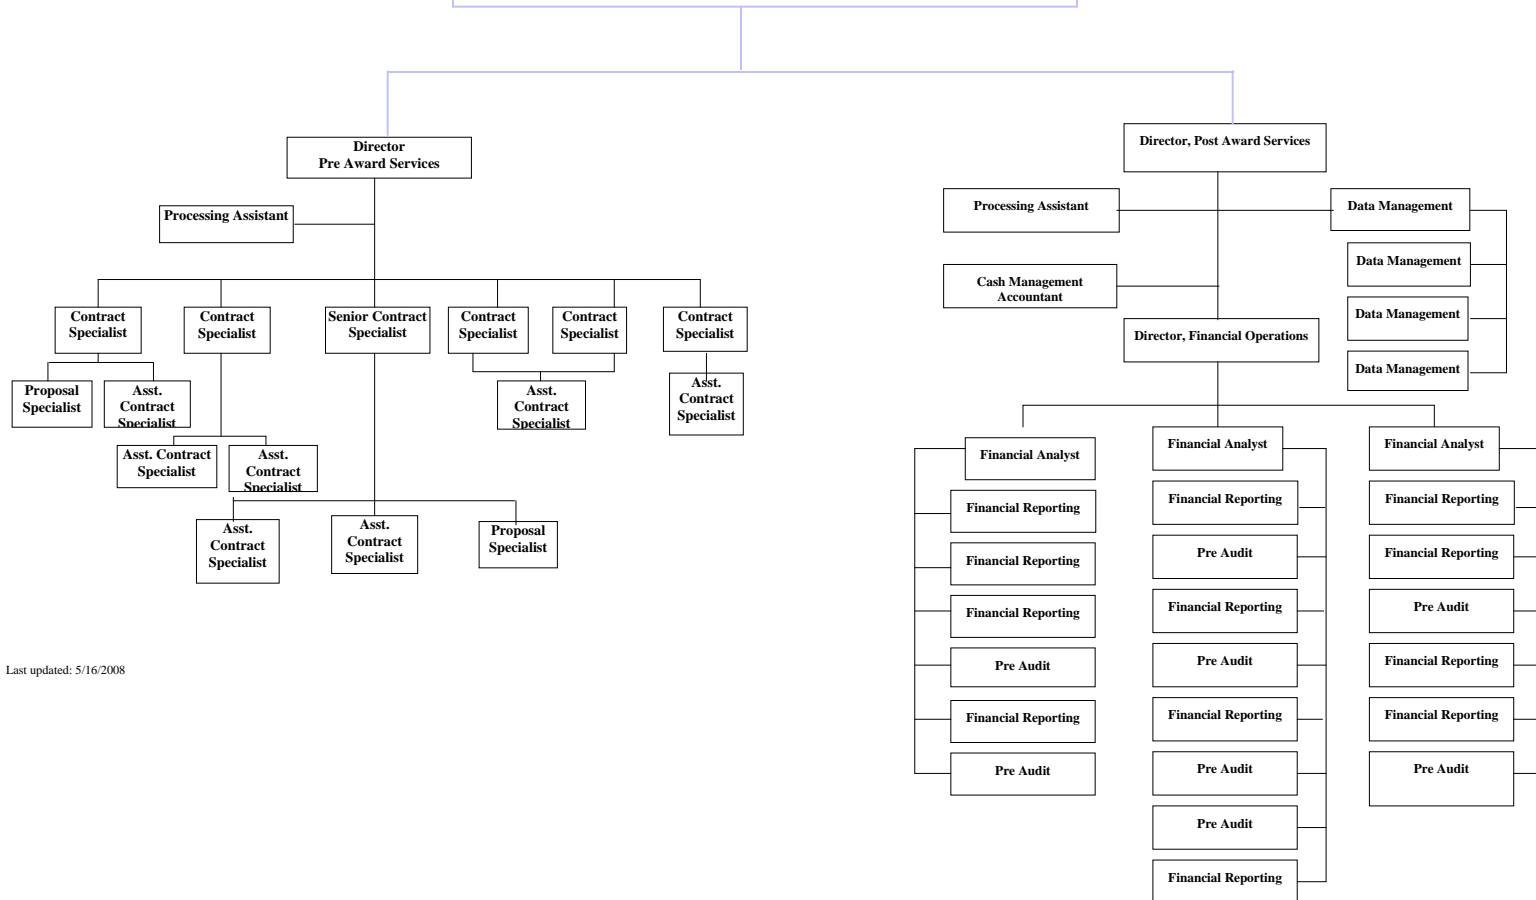 Director
Pre Award Services
Processing Assistant
Contract
Specialist
Contract
Specialist
Senior Contract
Specialist
Contract
Specialist
Contract
Specialist
Contract
Specialist
Proposal
Specialist
Asst.
Contract
Specialist
Asst.
Contract
Specialist
Asst.
Contract
Specialist
Asst. Contract
Specialist
Asst.
Contract
Specialist
Asst.
Contract
Specialist
Asst.
Contract
Specialist
Proposal
Specialist
Last updated: 5/16/2008
Director, Post Award Services
Processing Assistant
Data Management
Data Management
Data Management
Data Management
Cash Management
Accountant
Director, Financial Operations
Financial Analyst
Financial Reporting
Financial Reporting
Financial Reporting
Pre Audit
Financial Reporting
Pre Audit
Financial Analyst
Financial Reporting
Pre Audit
Financial Reporting
Pre Audit
Financial Reporting
Pre Audit
Pre Audit
Financial Reporting
Financial Analyst
Financial Reporting
Financial Reporting
Pre Audit
Financial Reporting
Financial Reporting
Pre Audit